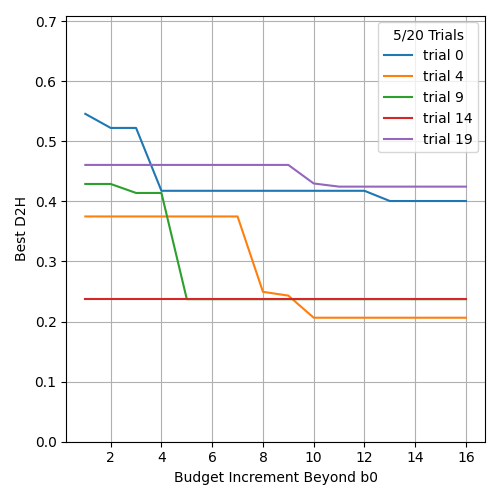 5/20 Trials
trial 0
trial 4
trial 9
trial 14
trial 19
Best D2H
0.7
0.6
0.5
0.4
0.3
0.2
0.1
0.0
2 4 6 8 10 12 14 16
Budget Increment Beyond b0